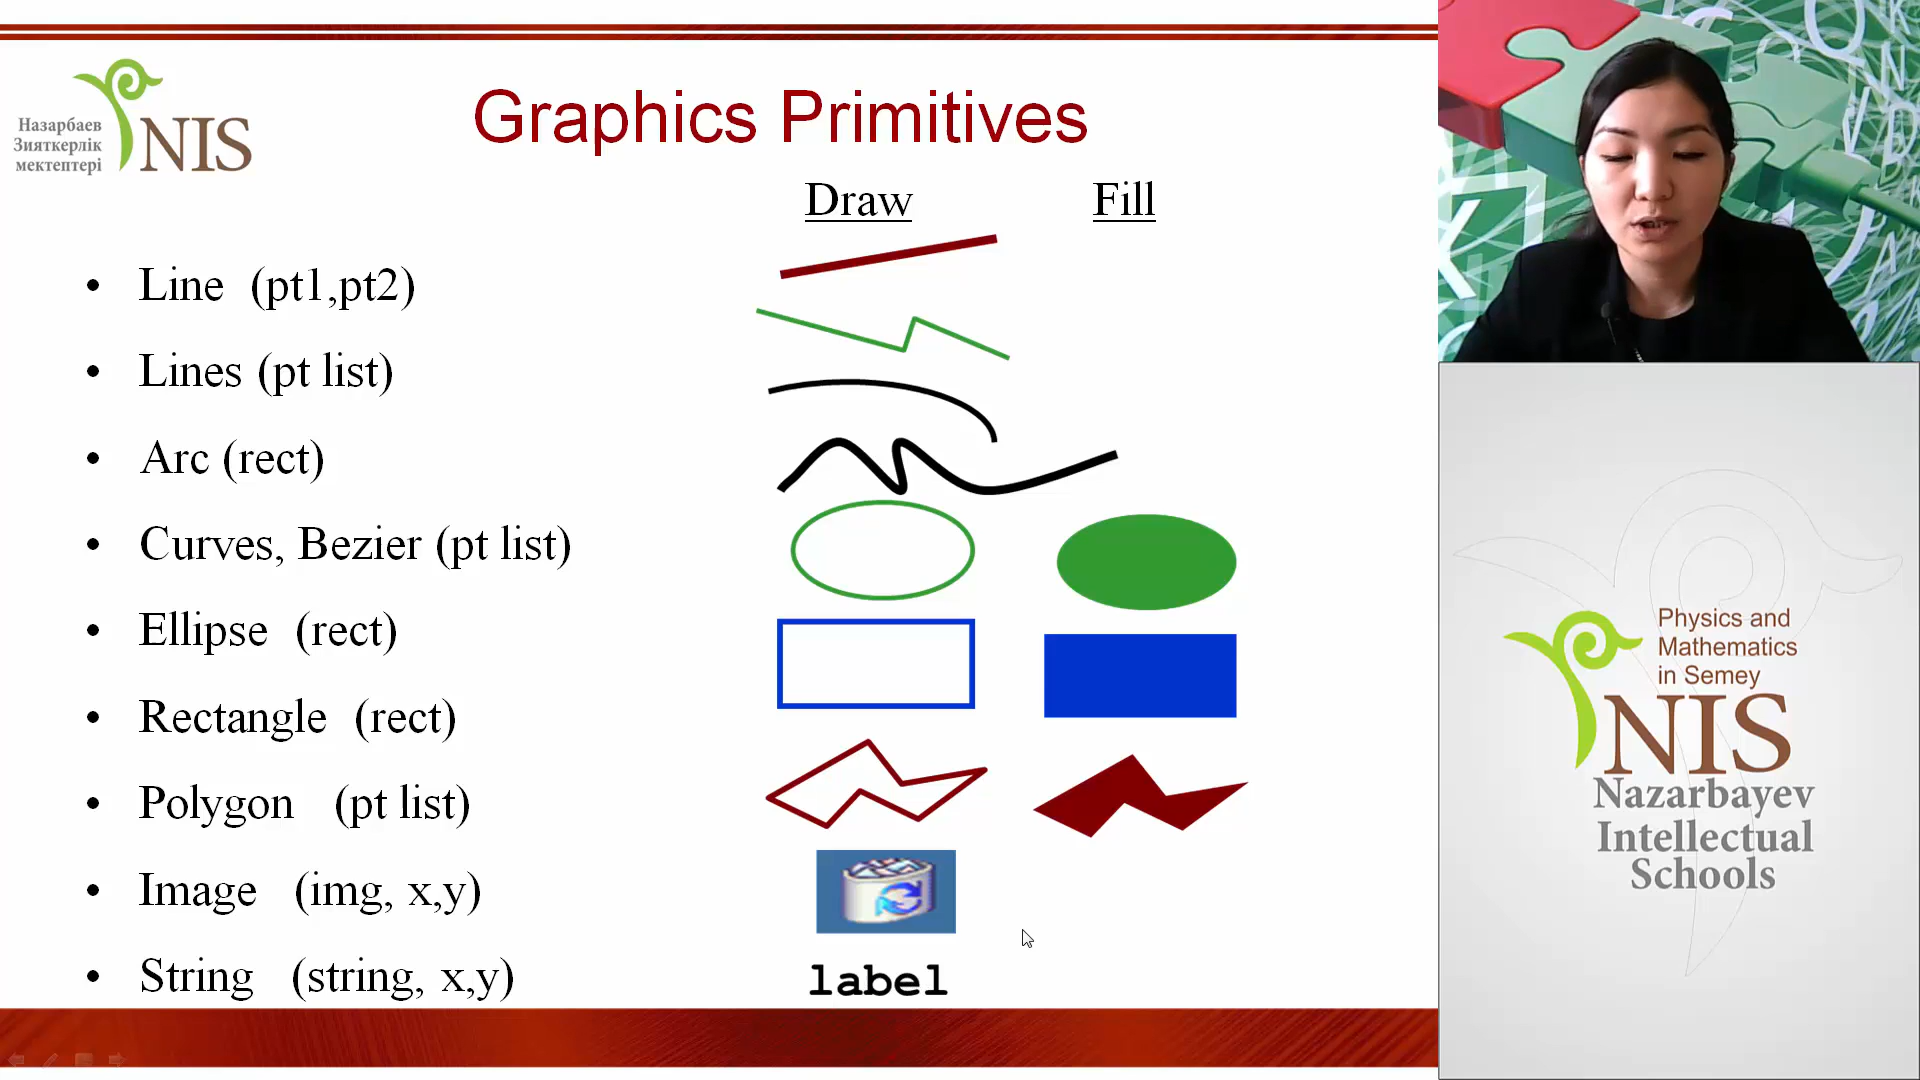 Назарбаев
Зияткерлік
мектептері
NIS
Graphics Primitives
Draw Fill
• Line (pt1,pt2)
• Lines (pt list)
• Arc (rect)
• Curves, Bezier (pt list)
• Ellipse (rect)
• Rectangle (rect)
• Polygon (pt list)
• Image (img, x,y)
• String (string, x,y)
label
Physics and
Mathematics
in Semey
NIS
Nazarbayev
Intellectual
Schools